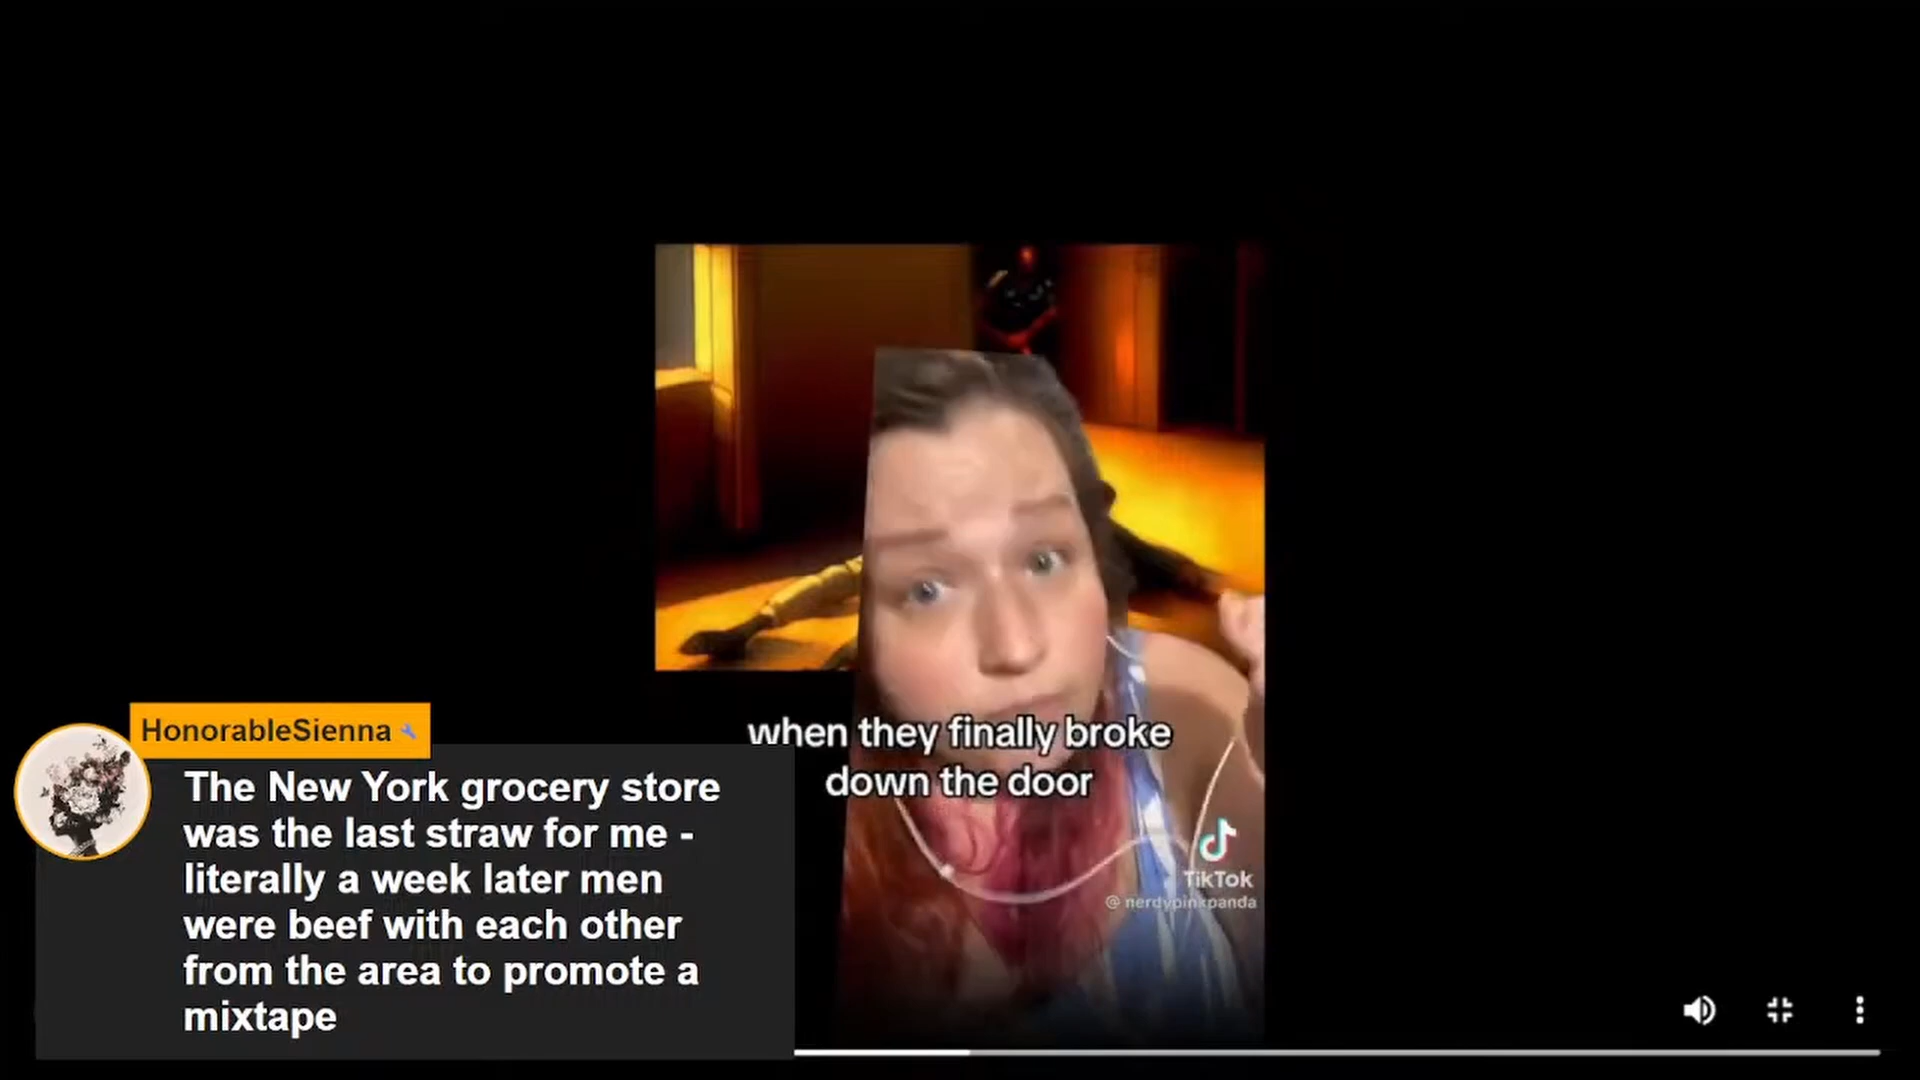 when they finally broke
down the door
TikTok
@ nerdypinkpanda
HonorableSienna
The New York grocery store
was the last straw for me -
literally a week later men
were beef with each other
from the area to promote a
mixtape